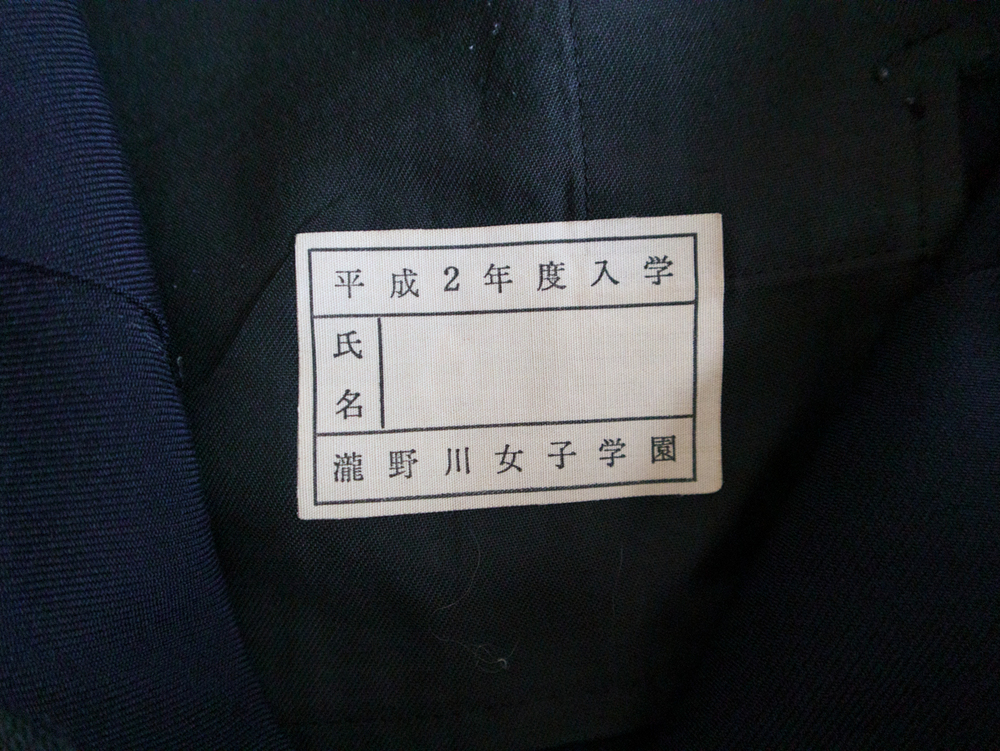 平成2年度入学
氏名
瀧野川女子学園